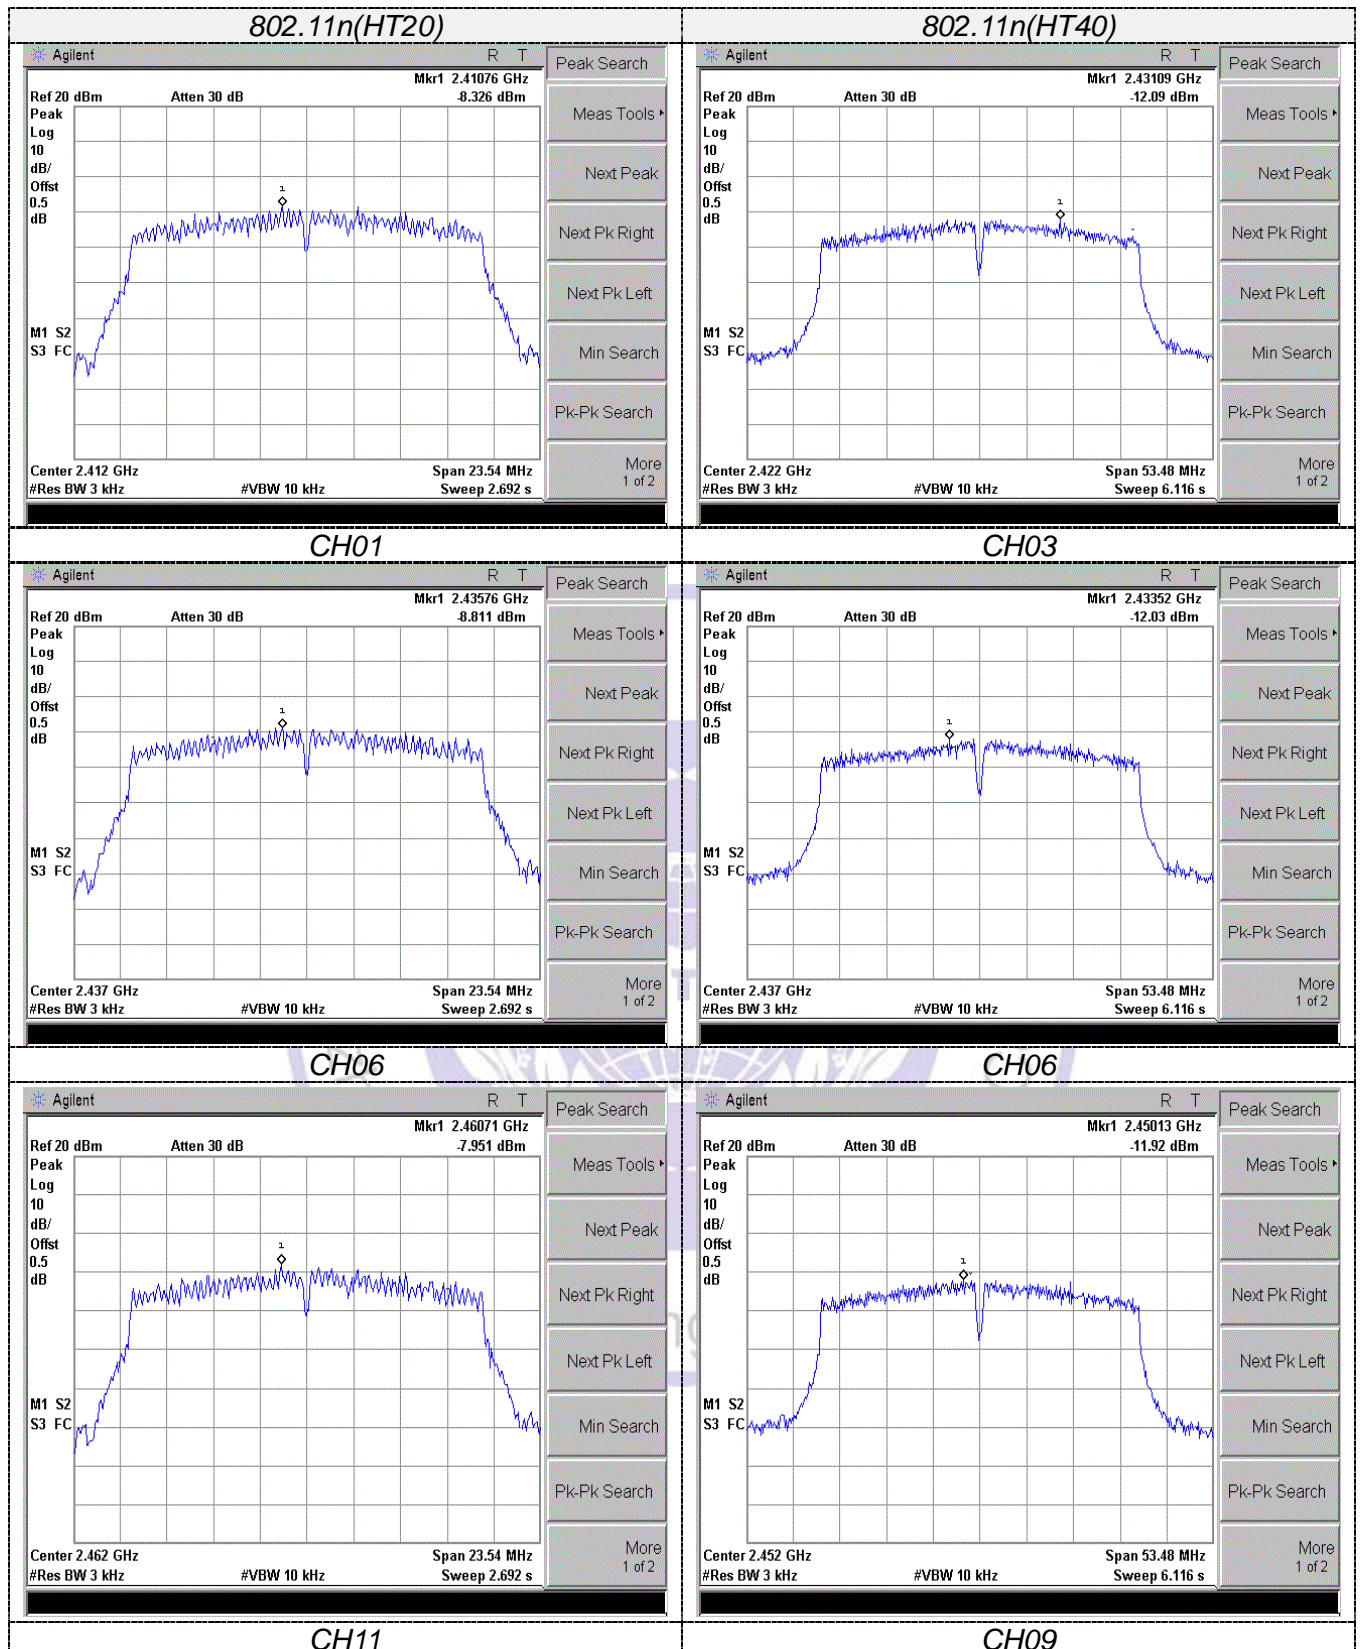 802.11n(HT20)
802.11n(HT40)
Agilent R T
Peak Search
Mkr1 2.41076 GHz
Ref 20 dBm Atten 30 dB -8.326 dBm
Peak
Log
10
dB/
Offst
0.5
dB
1
M1 S2
S3 FC
Center 2.412 GHz Span 23.54 MHz
#Res BW 3 kHz #VBW 10 kHz Sweep 2.692 s
Meas Tools
Next Peak
Next Pk Right
Next Pk Left
Min Search
Pk-Pk Search
More
1 of 2
Agilent R T
Peak Search
Mkr1 2.43109 GHz
Ref 20 dBm Atten 30 dB -12.09 dBm
Peak
Log
10
dB/
Offst
0.5
dB
1
M1 S2
S3 FC
Center 2.422 GHz Span 53.48 MHz
#Res BW 3 kHz #VBW 10 kHz Sweep 6.116 s
Meas Tools
Next Peak
Next Pk Right
Next Pk Left
Min Search
Pk-Pk Search
More
1 of 2
CH01
CH03
Agilent R T
Peak Search
Mkr1 2.43576 GHz
Ref 20 dBm Atten 30 dB -8.811 dBm
Peak
Log
10
dB/
Offst
0.5
dB
1
M1 S2
S3 FC
Center 2.437 GHz Span 23.54 MHz
#Res BW 3 kHz #VBW 10 kHz Sweep 2.692 s
Meas Tools
Next Peak
Next Pk Right
Next Pk Left
Min Search
Pk-Pk Search
More
1 of 2
Agilent R T
Peak Search
Mkr1 2.43352 GHz
Ref 20 dBm Atten 30 dB -12.03 dBm
Peak
Log
10
dB/
Offst
0.5
dB
1
M1 S2
S3 FC
Center 2.437 GHz Span 53.48 MHz
#Res BW 3 kHz #VBW 10 kHz Sweep 6.116 s
Meas Tools
Next Peak
Next Pk Right
Next Pk Left
Min Search
Pk-Pk Search
More
1 of 2
CH06
CH06
Agilent R T
Peak Search
Mkr1 2.46071 GHz
Ref 20 dBm Atten 30 dB -7.951 dBm
Peak
Log
10
dB/
Offst
0.5
dB
1
M1 S2
S3 FC
Center 2.462 GHz Span 23.54 MHz
#Res BW 3 kHz #VBW 10 kHz Sweep 2.692 s
Meas Tools
Next Peak
Next Pk Right
Next Pk Left
Min Search
Pk-Pk Search
More
1 of 2
Agilent R T
Peak Search
Mkr1 2.45013 GHz
Ref 20 dBm Atten 30 dB -11.92 dBm
Peak
Log
10
dB/
Offst
0.5
dB
1
M1 S2
S3 FC
Center 2.452 GHz Span 53.48 MHz
#Res BW 3 kHz #VBW 10 kHz Sweep 6.116 s
Meas Tools
Next Peak
Next Pk Right
Next Pk Left
Min Search
Pk-Pk Search
More
1 of 2
CH11
CH09